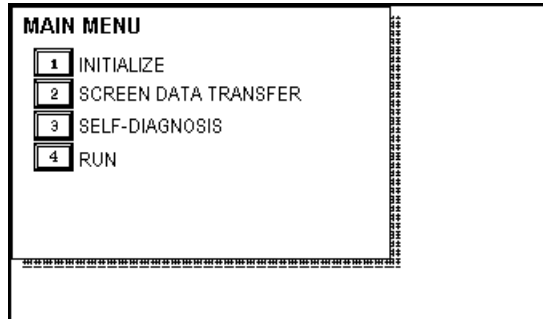 MAIN MENU
1 INITIALIZE
2 SCREEN DATA TRANSFER
3 SELF-DIAGNOSIS
4 RUN